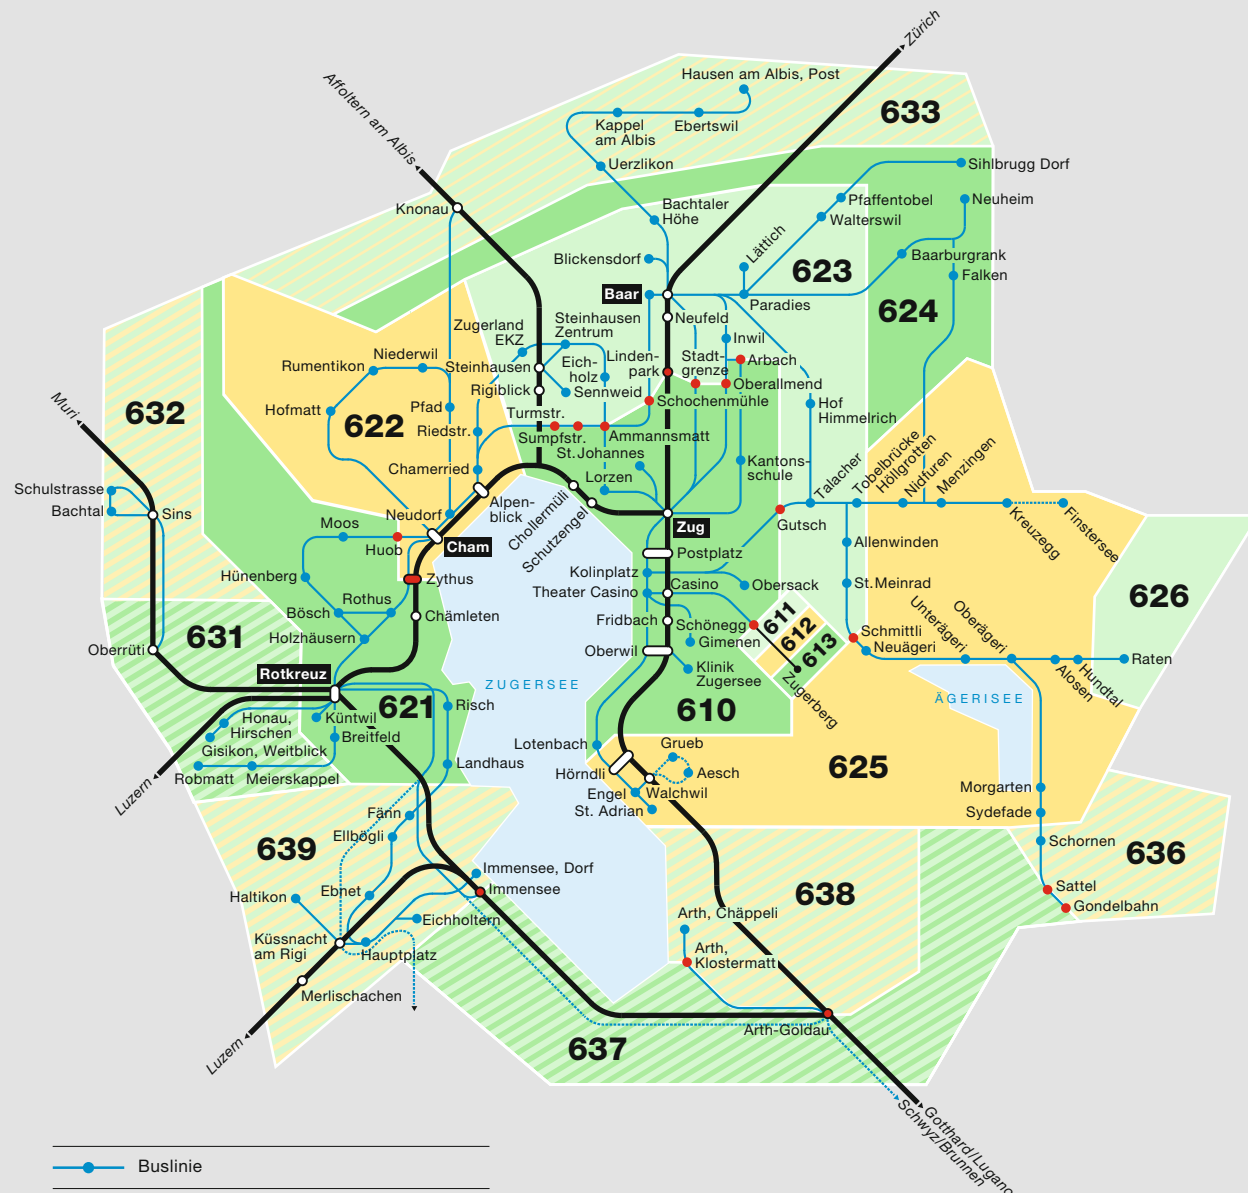 Zürich
Hausen am Albis, Post
633
Kappel
am Albis
Ebertswil
Affoltern am Albis
Uerzlikon
Sihlbrugg Dorf
Knonau
Bachtaler
Höhe
Pfaffentobel
Neuheim
Walterswil
Lättich
Blickensdorf
623
Baarburgrank
Falken
Baar
Paradies
624
Zugerland
EKZ
Steinhausen
Zentrum
Neufeld
Inwil
Rumentikon
Niederwil
Steinhausen
Eich-
holz
Linden-
park
Stadt-
grenze
Arbach
Rigiblick
Sennweid
Oberallmend
Muri
632
Hofmatt
622
Pfad
Turmstr.
Schochenmühle
Hof
Himmelrich
Riedstr.
Sumpfstr.
Ammannsmatt
St.Johannes
Chamerried
Lorzen
Kantons-
schule
Talacher
Tobelbrücke
Höllgrotten
Nidfuren
Menzingen
Schulstrasse
Bachtal
Sins
Alpen-
blick
Chollermüli
Schutzengel
Neudorf
Moos
Huob
Cham
Zug
Gutsch
Kreuzegg
Finstersee
Postplatz
Allenwinden
Hünenberg
Zythus
Kolinplatz
Theater Casino
Casino
Obersack
St.Meinrad
626
Rothus
Bösch
Chämleten
Fridbach
Schönegg
611
612
613
Unterägeri
Oberägeri
631
Holzhäusern
Gimenen
Schmittli
Neuägeri
Oberrüti
Oberwil
Klinik
Zugersee
Zugerberg
Alosen
Hundtal
Raten
Rotkreuz
ZUGERSEE
ÄGERISEE
621
Risch
610
Honau,
Hirschen
Küntwil
Gisikon, Weitblick
Breitfeld
Robmatt
Meierskappel
Landhaus
Lotenbach
Grueb
Hörndli
Aesch
625
Luzern
Engel
Walchwil
St. Adrian
Morgarten
Sydefade
Fänn
Ellbögli
639
Schornen
636
Immensee, Dorf
Immensee
Ebnet
Haltikon
638
Sattel
Gondelbahn
Eichholtern
Arth, Chäppeli
Küssnacht
am Rigi
Hauptplatz
Arth,
Klostermatt
Merlischachen
Arth-Goldau
637
Luzern
Gotthard/Lugano
Schwyz/Brunnen
Buslinie